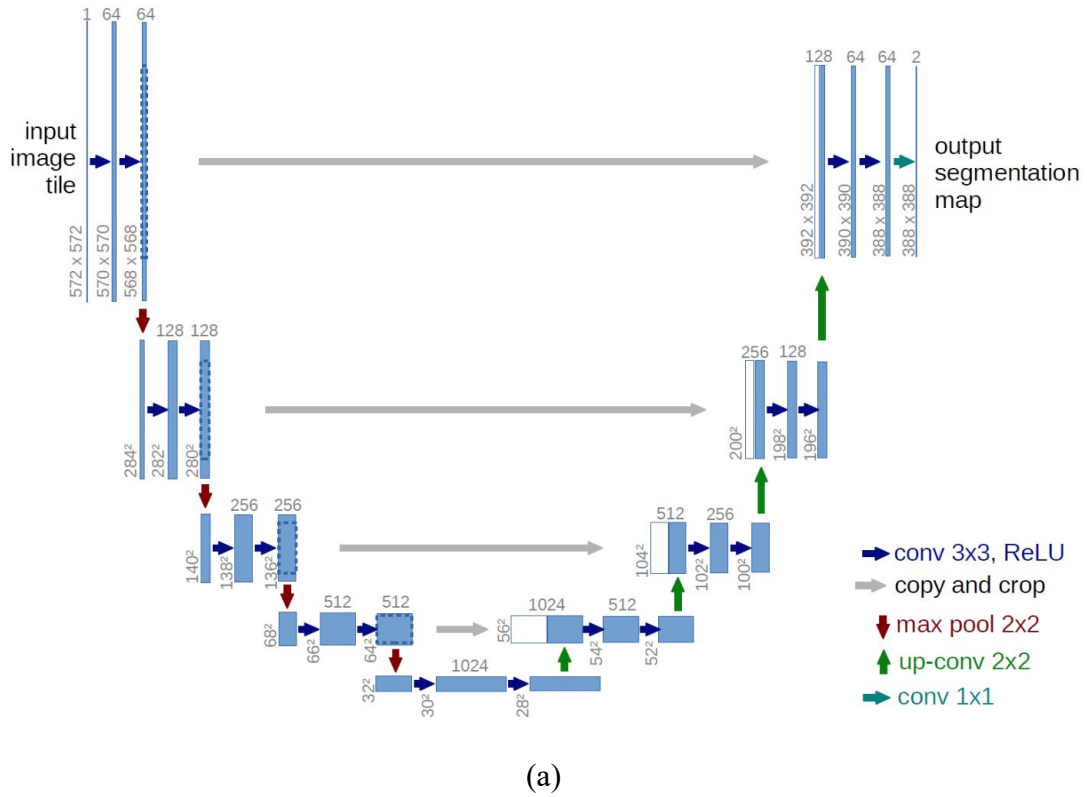 1 64 64
input
image
tile
572 x 572
570 x 570
568 x 568
128 64 64 2
output
segmentation
map
392 x 392
390 x 390
388 x 388
388 x 388
128 128
284²
282²
280²
256 128
200²
198²
196²
256 256
140²
138²
136²
512 256
104²
102²
100²
512 512
68²
66²
64²
1024 512
56²
54²
52²
1024
32²
30²
28²
conv 3x3, ReLU
copy and crop
max pool 2x2
up-conv 2x2
conv 1x1
(a)